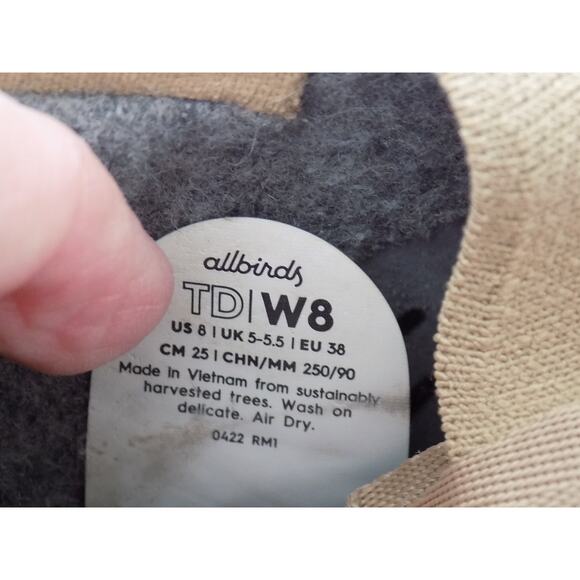 allbirds
TD|W8
US 8 | UK 5-5.5 | EU 38
CM 25 | CHN/MM 250/90
Made in Vietnam from sustainably
harvested trees. Wash on
delicate. Air Dry.
0422 RM1